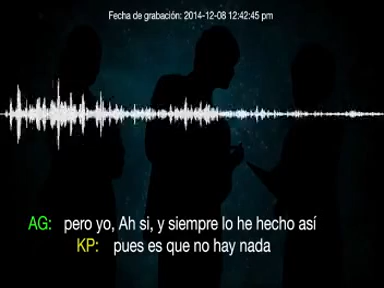 Fecha de grabación: 2014-12-08 12:42:45 pm
AG: pero yo, Ah si, y siempre lo he hecho así
KP: pues es que no hay nada